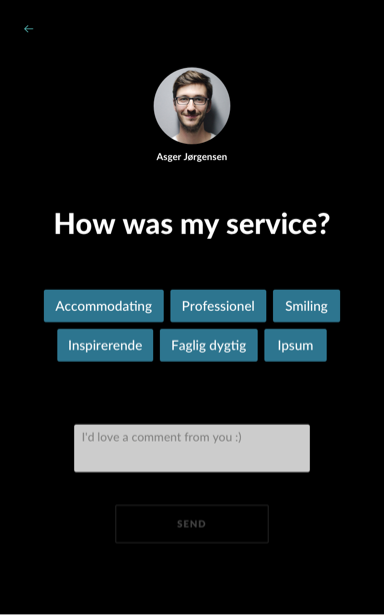 Asger Jørgensen
How was my service?
Accommodating Professionel Smiling
Inspirerende Faglig dygtig Ipsum
I'd love a comment from you :)
SEND